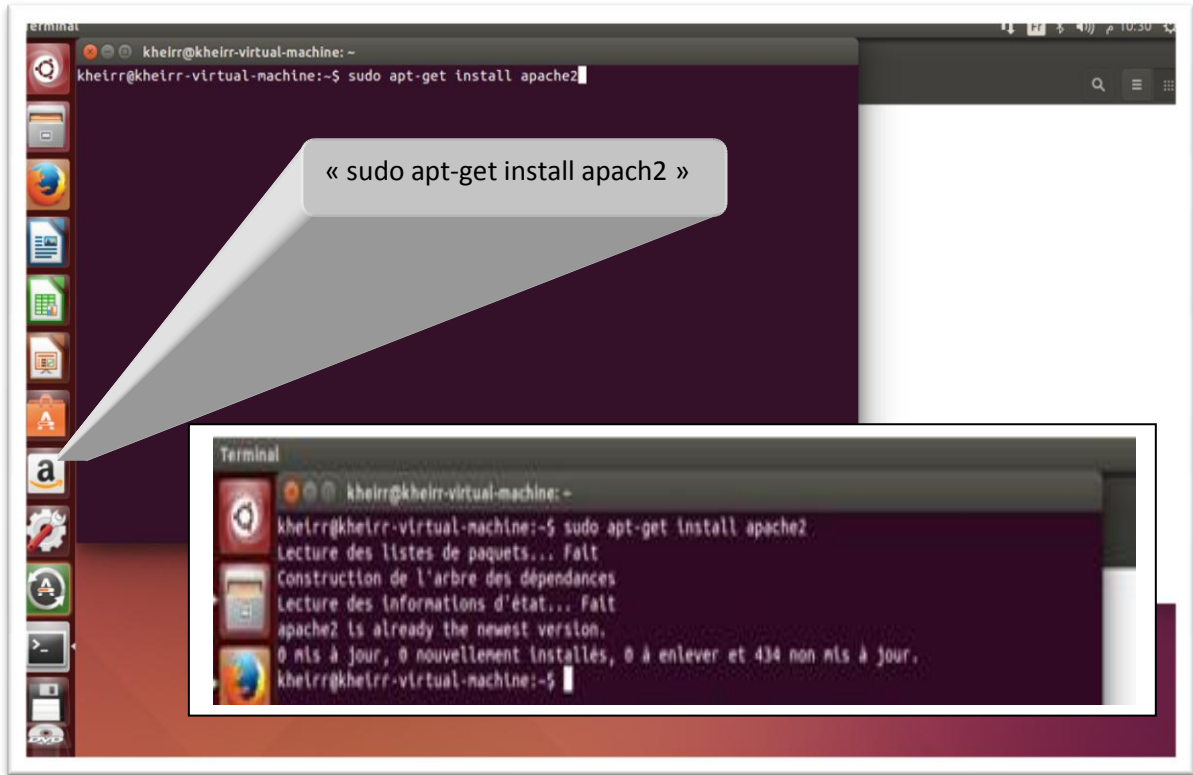 Terminal
م 10:30
Fr
kheirr@kheirr-virtual-machine: ~
kheirr@kheirr-virtual-machine:~$ sudo apt-get install apache2
« sudo apt-get install apach2 »
Terminal
kheirr@kheirr-virtual-machine: ~
kheirr@kheirr-virtual-machine:~$ sudo apt-get install apache2
Lecture des listes de paquets... Fait
Construction de l'arbre des dépendances
Lecture des informations d'état... Fait
apache2 is already the newest version.
0 mis à jour, 0 nouvellement installés, 0 à enlever et 434 non mis à jour.
kheirr@kheirr-virtual-machine:~$